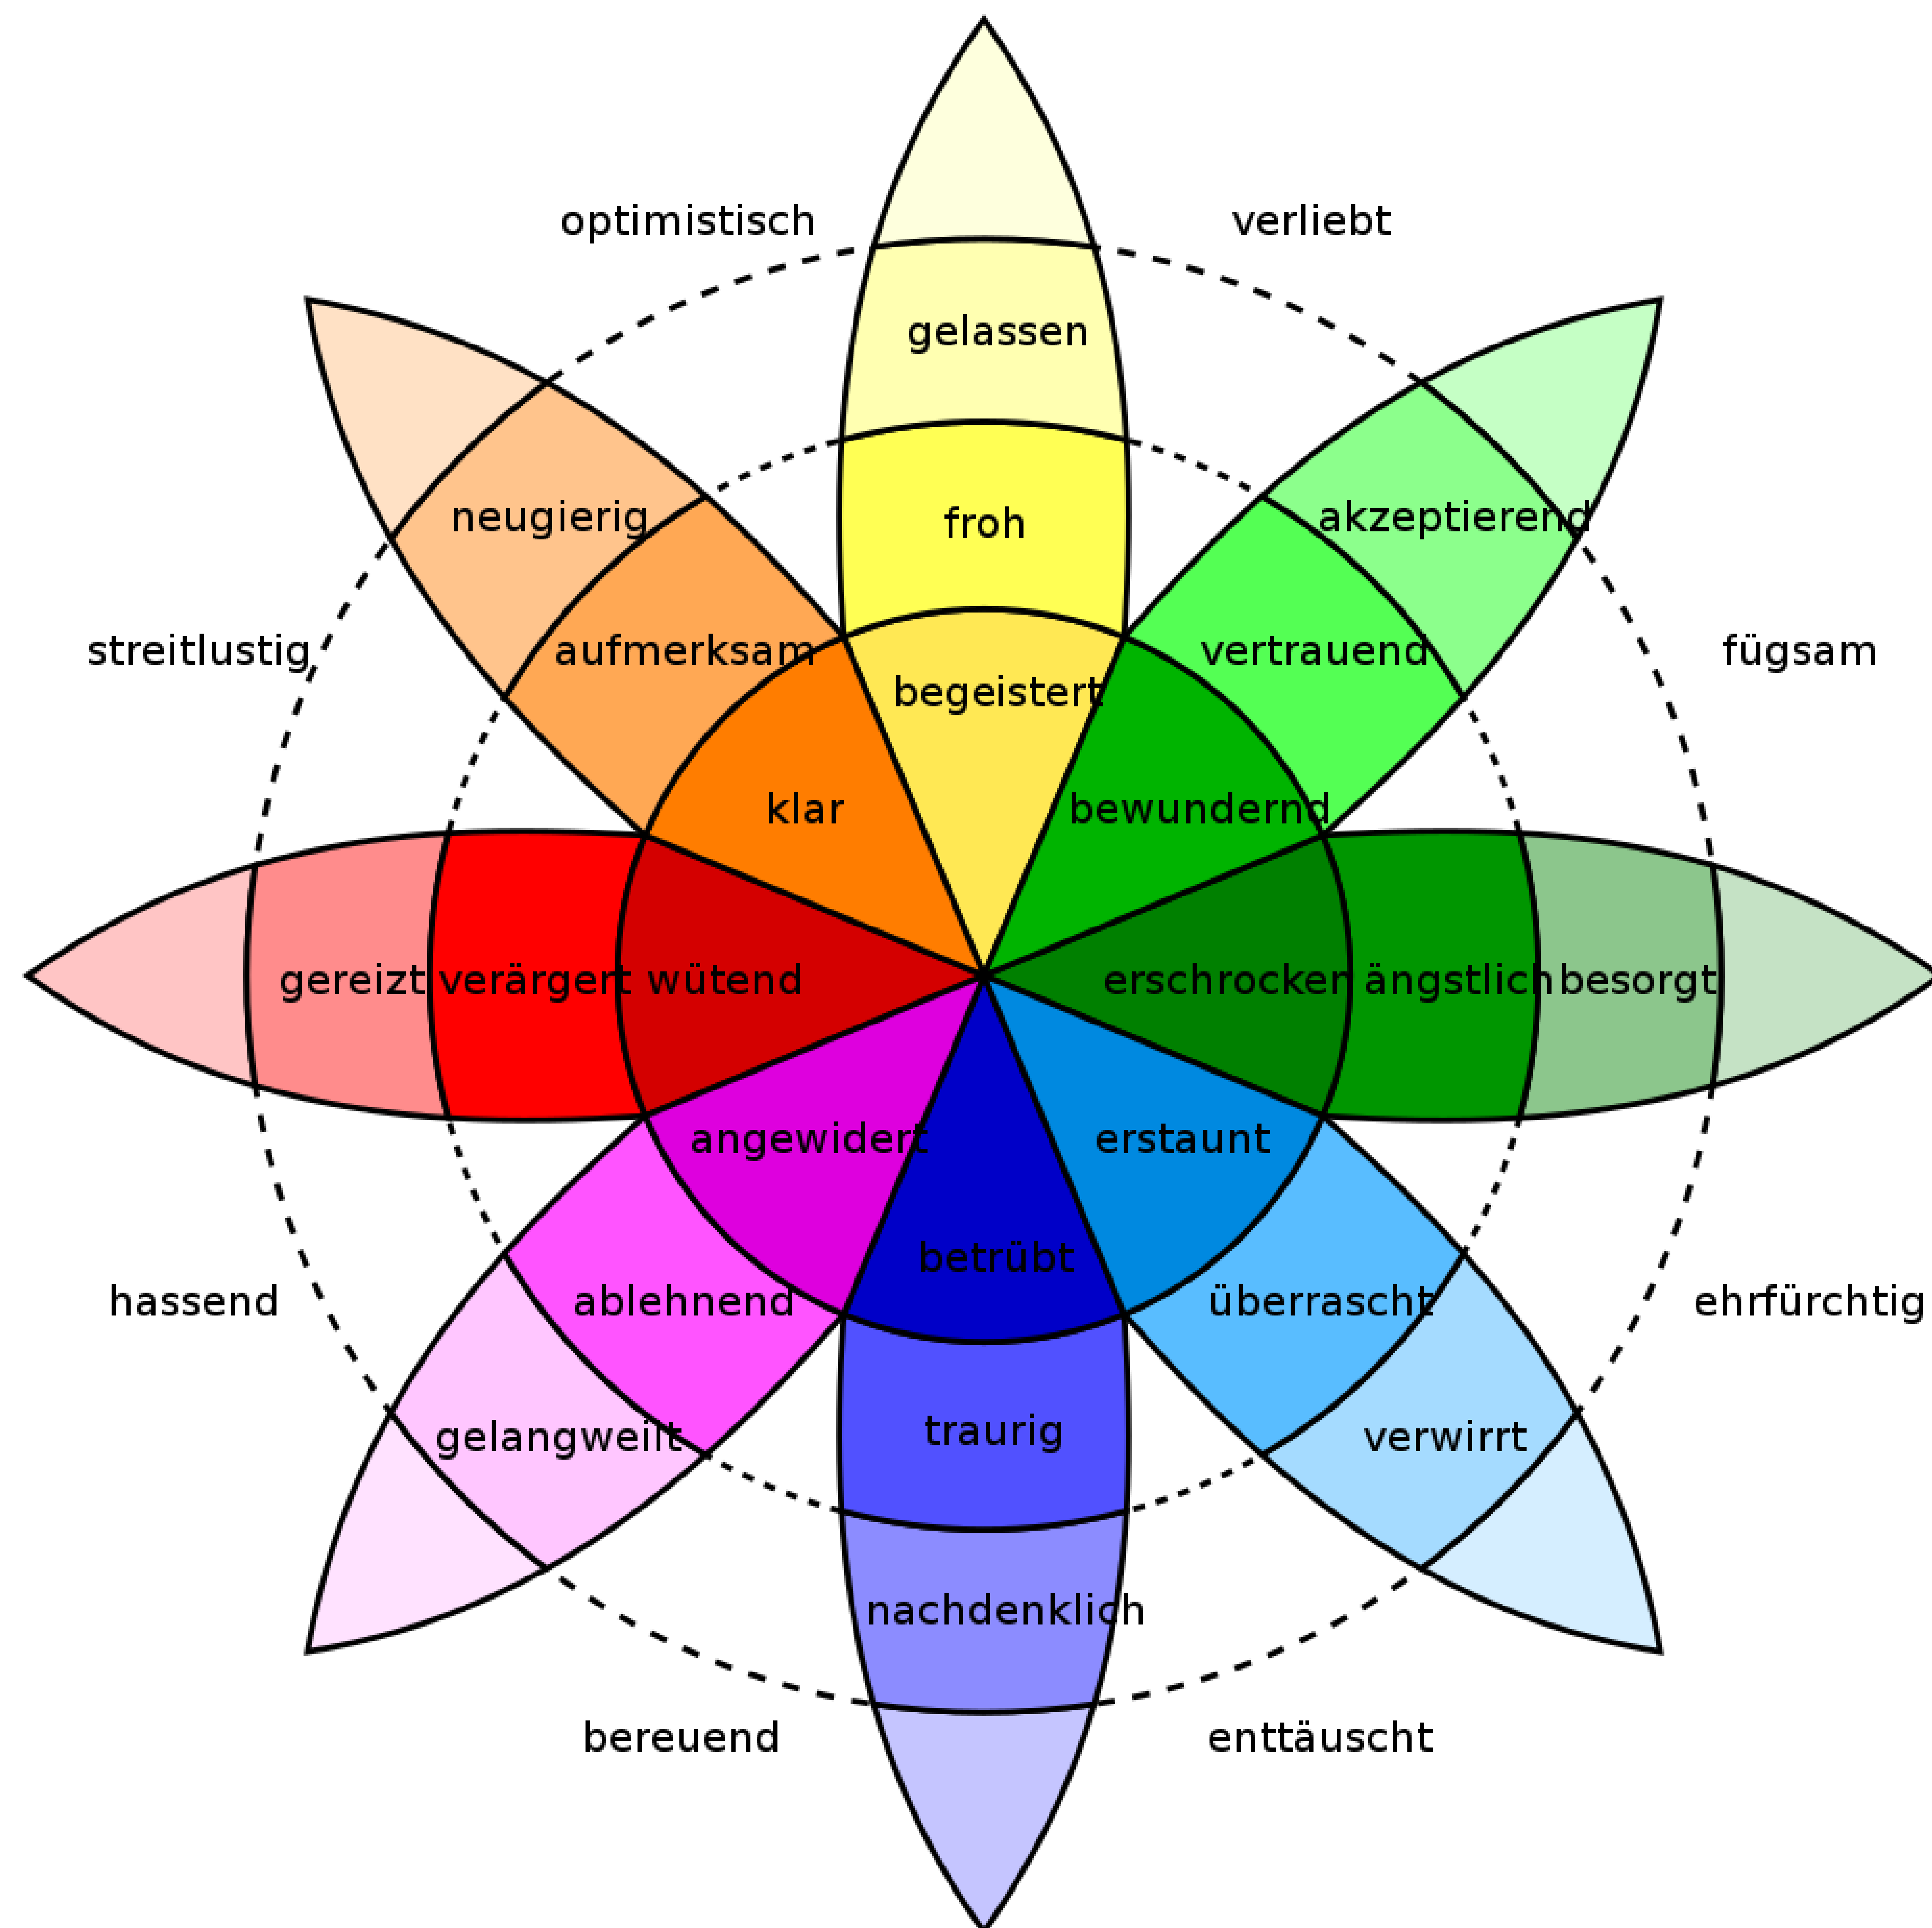 optimistisch
verliebt
gelassen
neugierig
akzeptierend
froh
streitlustig
aufmerksam
vertrauend
fügsam
begeistert
klar
bewundernd
gereizt
verärgert
wütend
erschrocken
ängstlich
besorgt
angewidert
erstaunt
betrübt
hassend
ablehnend
überrascht
ehrfürchtig
traurig
gelangweilt
verwirrt
nachdenklich
bereuend
enttäuscht